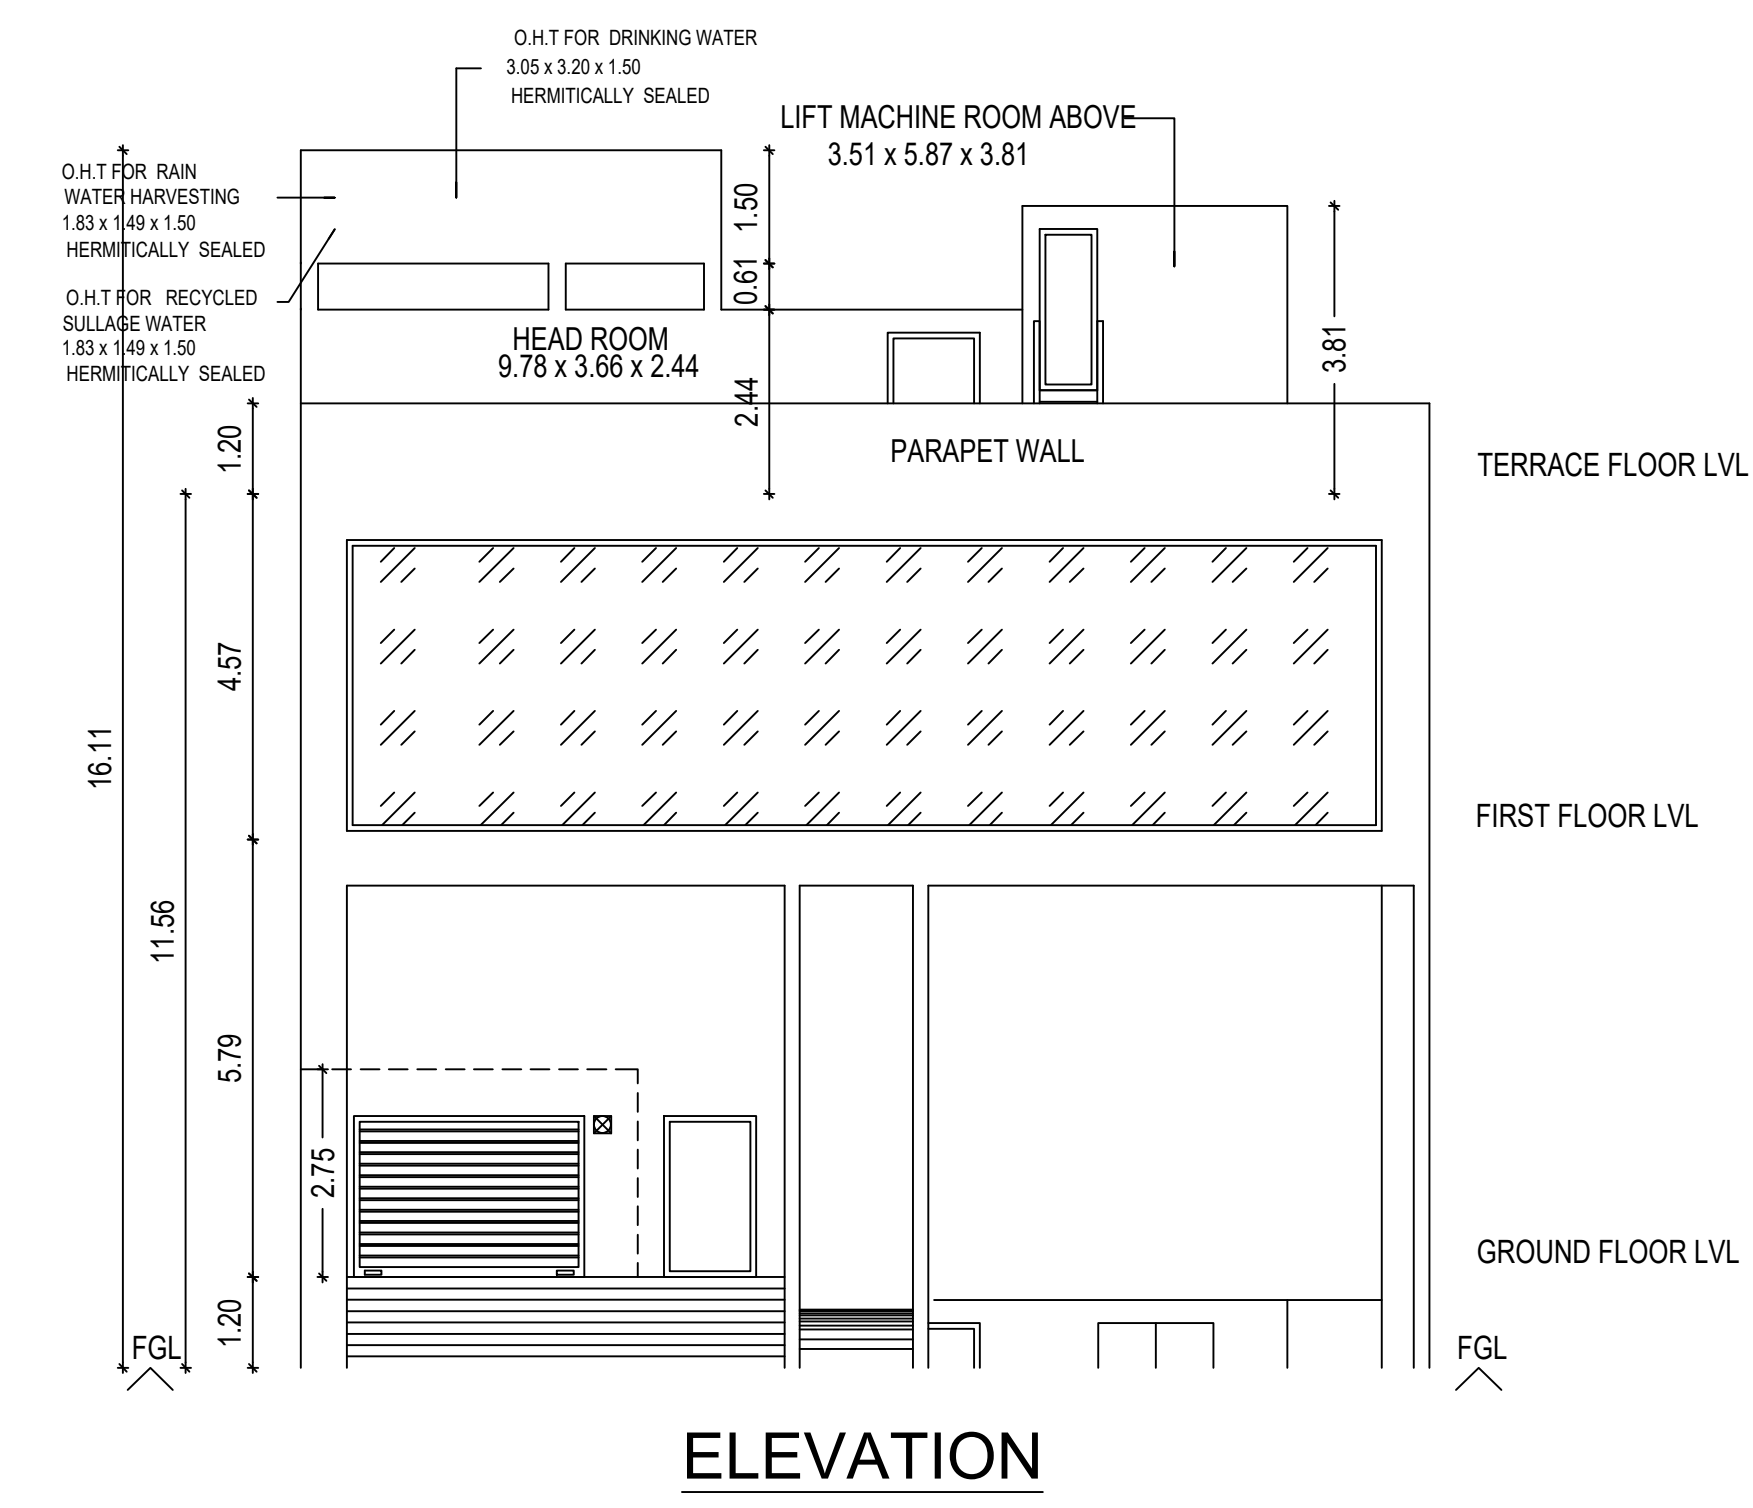 O.H.T FOR DRINKING WATER
3.05 x 3.20 x 1.50
HERMITICALLY SEALED
LIFT MACHINE ROOM ABOVE
3.51 x 5.87 x 3.81
O.H.T FOR RAIN
WATER HARVESTING
1.83 x 1.49 x 1.50
HERMITICALLY SEALED
O.H.T FOR RECYCLED
SULLAGE WATER
1.83 x 1.49 x 1.50
HERMITICALLY SEALED
1.50
0.61
2.44
3.81
HEAD ROOM
9.78 x 3.66 x 2.44
1.20
PARAPET WALL
TERRACE FLOOR LVL
4.57
16.11
FIRST FLOOR LVL
11.56
5.79
2.75
GROUND FLOOR LVL
1.20
FGL
FGL
ELEVATION